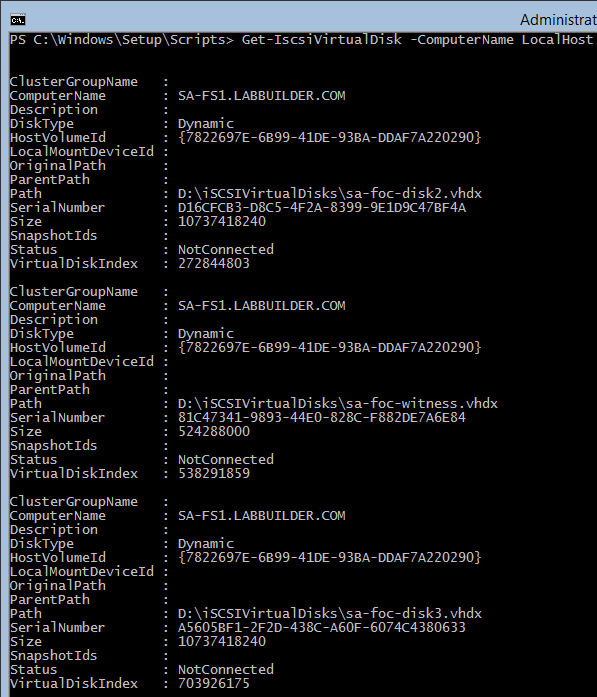 Administrat
PS C:\Windows\Setup\Scripts> Get-IscsiVirtualDisk -ComputerName LocalHost
ClusterGroupName :
ComputerName : SA-FS1.LABBUILDER.COM
Description :
DiskType : Dynamic
HostVolumeId : {7822697E-6B99-41DE-93BA-DDAF7A220290}
LocalMountDeviceId :
OriginalPath :
ParentPath :
Path : D:\iSCSIVirtualDisks\sa-foc-disk2.vhdx
SerialNumber : D16CFCB3-D8C5-4F2A-8399-9E1D9C47BF4A
Size : 10737418240
SnapshotIds :
Status : NotConnected
VirtualDiskIndex : 272844803
ClusterGroupName :
ComputerName : SA-FS1.LABBUILDER.COM
Description :
DiskType : Dynamic
HostVolumeId : {7822697E-6B99-41DE-93BA-DDAF7A220290}
LocalMountDeviceId :
OriginalPath :
ParentPath :
Path : D:\iSCSIVirtualDisks\sa-foc-witness.vhdx
SerialNumber : 81C47341-9893-44E0-828C-F882DE7A6E84
Size : 524288000
SnapshotIds :
Status : NotConnected
VirtualDiskIndex : 538291859
ClusterGroupName :
ComputerName : SA-FS1.LABBUILDER.COM
Description :
DiskType : Dynamic
HostVolumeId : {7822697E-6B99-41DE-93BA-DDAF7A220290}
LocalMountDeviceId :
OriginalPath :
ParentPath :
Path : D:\iSCSIVirtualDisks\sa-foc-disk3.vhdx
SerialNumber : A5605BF1-2F2D-438C-A60F-6074C4380633
Size : 10737418240
SnapshotIds :
Status : NotConnected
VirtualDiskIndex : 703926175